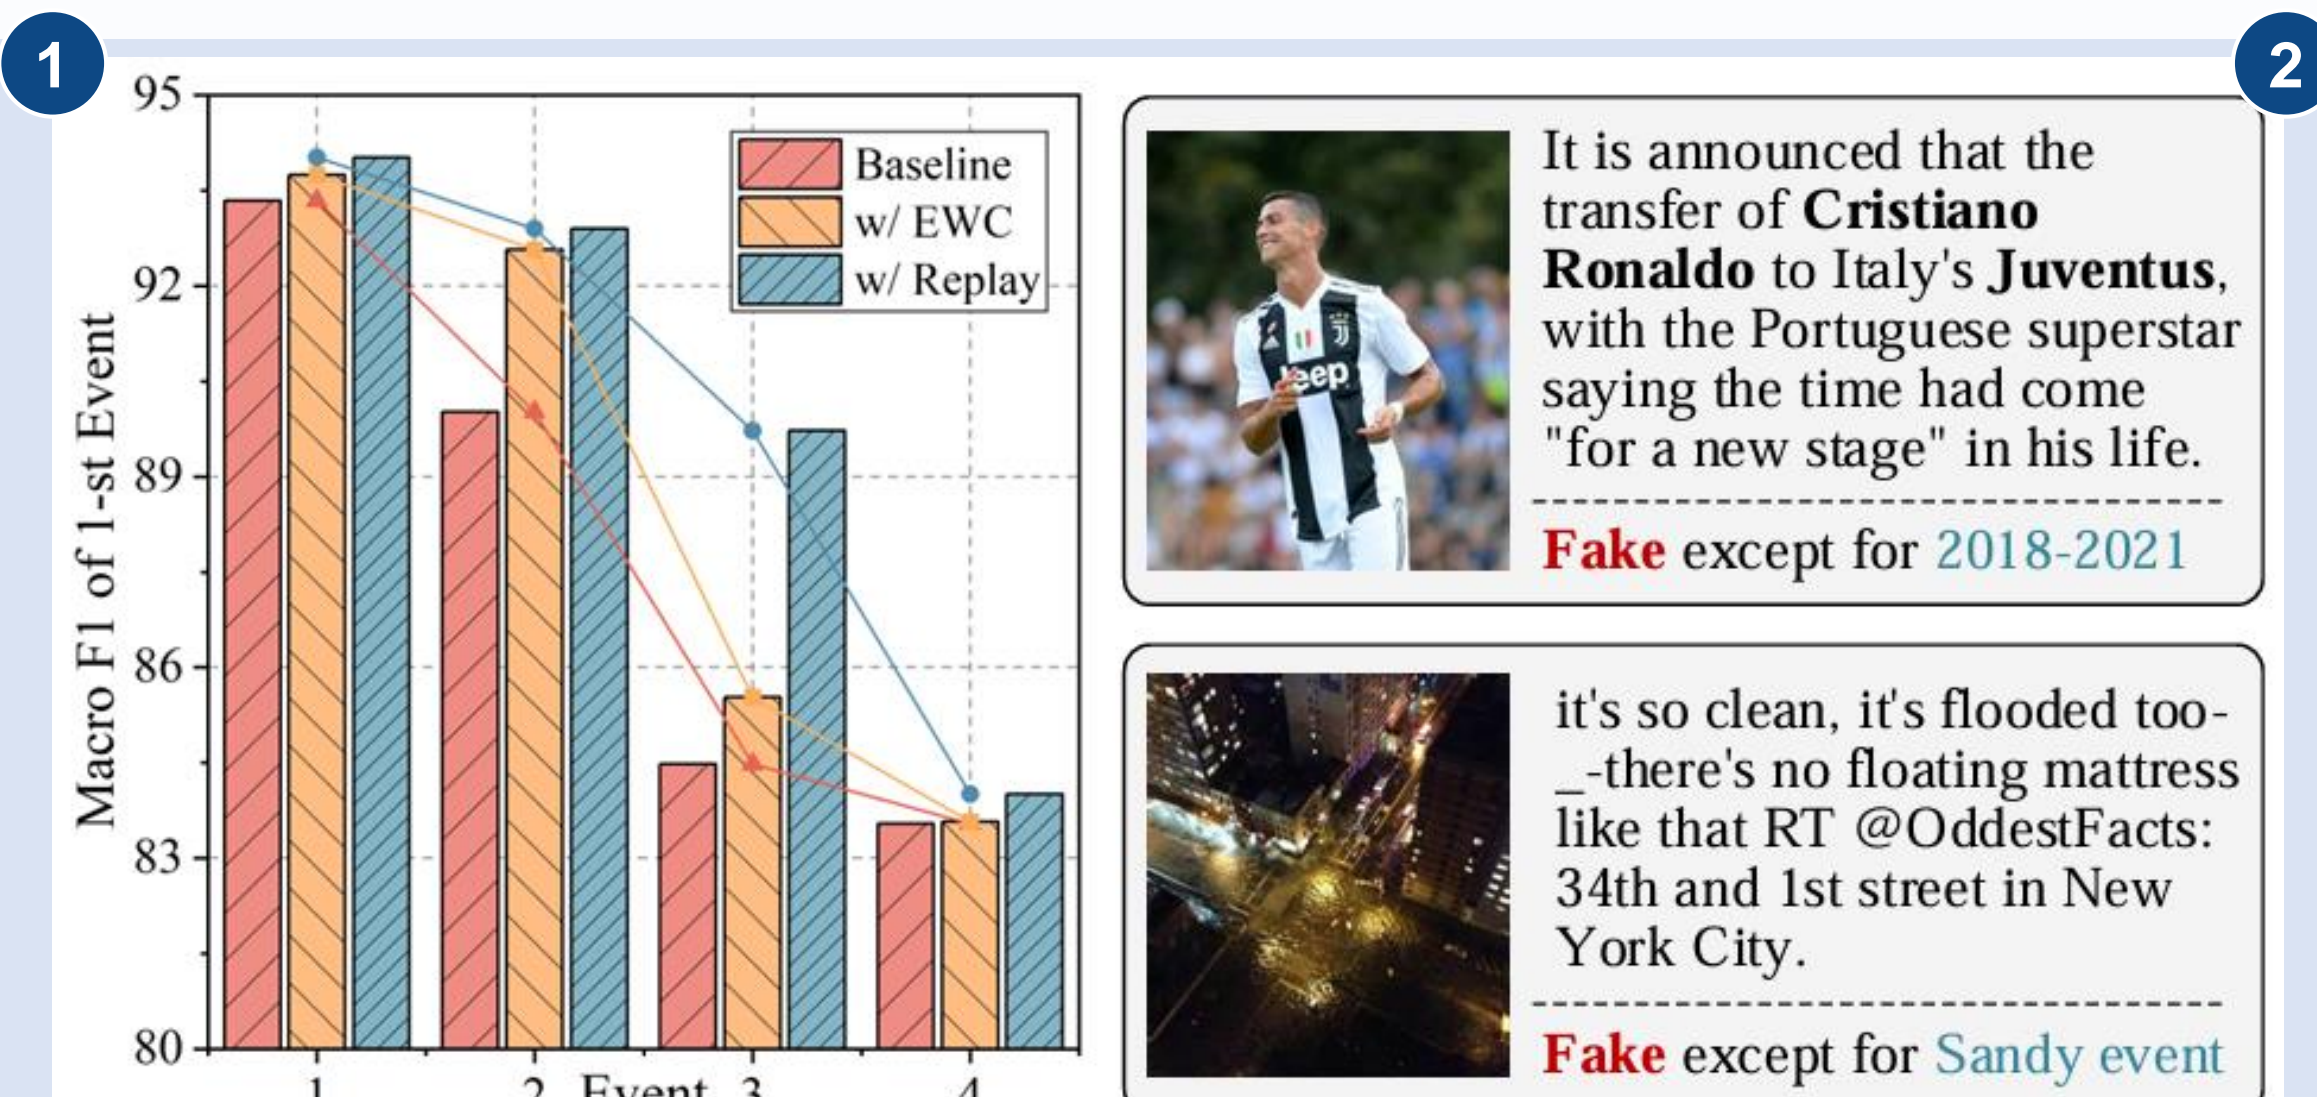 1
2
95
92
89
86
83
80
Macro F1 of 1-st Event
Baseline
w/ EWC
w/ Replay
1
2
Event
3
4
It is announced that the
transfer of Cristiano
Ronaldo to Italy's Juventus,
with the Portuguese superstar
saying the time had come
"for a new stage" in his life.
Fake except for 2018-2021
Jeep
it's so clean, it's flooded too-
_-there's no floating mattress
like that RT @OddestFacts:
34th and 1st street in New
York City.
Fake except for Sandy event